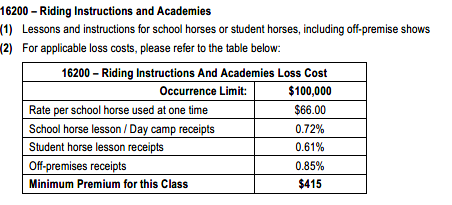 16200 – Riding Instructions and Academies
(1) Lessons and instructions for school horses or student horses, including off-premise shows
(2) For applicable loss costs, please refer to the table below:
16200 – Riding Instructions And Academies Loss Cost
Occurrence Limit: $100,000
Rate per school horse used at one time $66.00
School horse lesson / Day camp receipts 0.72%
Student horse lesson receipts 0.61%
Off-premises receipts 0.85%
Minimum Premium for this Class $415